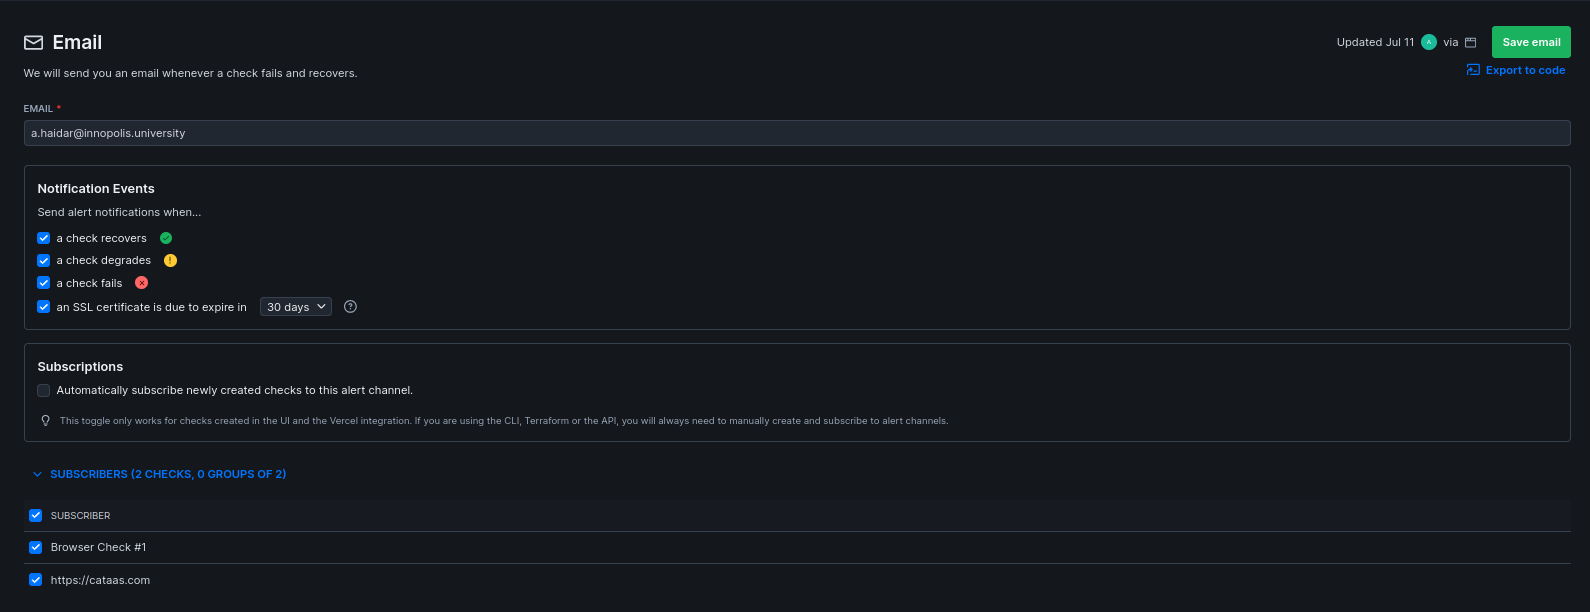 Email
Updated Jul 11 via
Save email
We will send you an email whenever a check fails and recovers.
Export to code
EMAIL *
a.haidar@innopolis.university
Notification Events
Send alert notifications when...
a check recovers
a check degrades
a check fails
an SSL certificate is due to expire in 30 days
Subscriptions
Automatically subscribe newly created checks to this alert channel.
This toggle only works for checks created in the UI and the Vercel integration. If you are using the CLI, Terraform or the API, you will always need to manually create and subscribe to alert channels.
SUBSCRIBERS (2 CHECKS, 0 GROUPS OF 2)
SUBSCRIBER
Browser Check #1
https://cataas.com